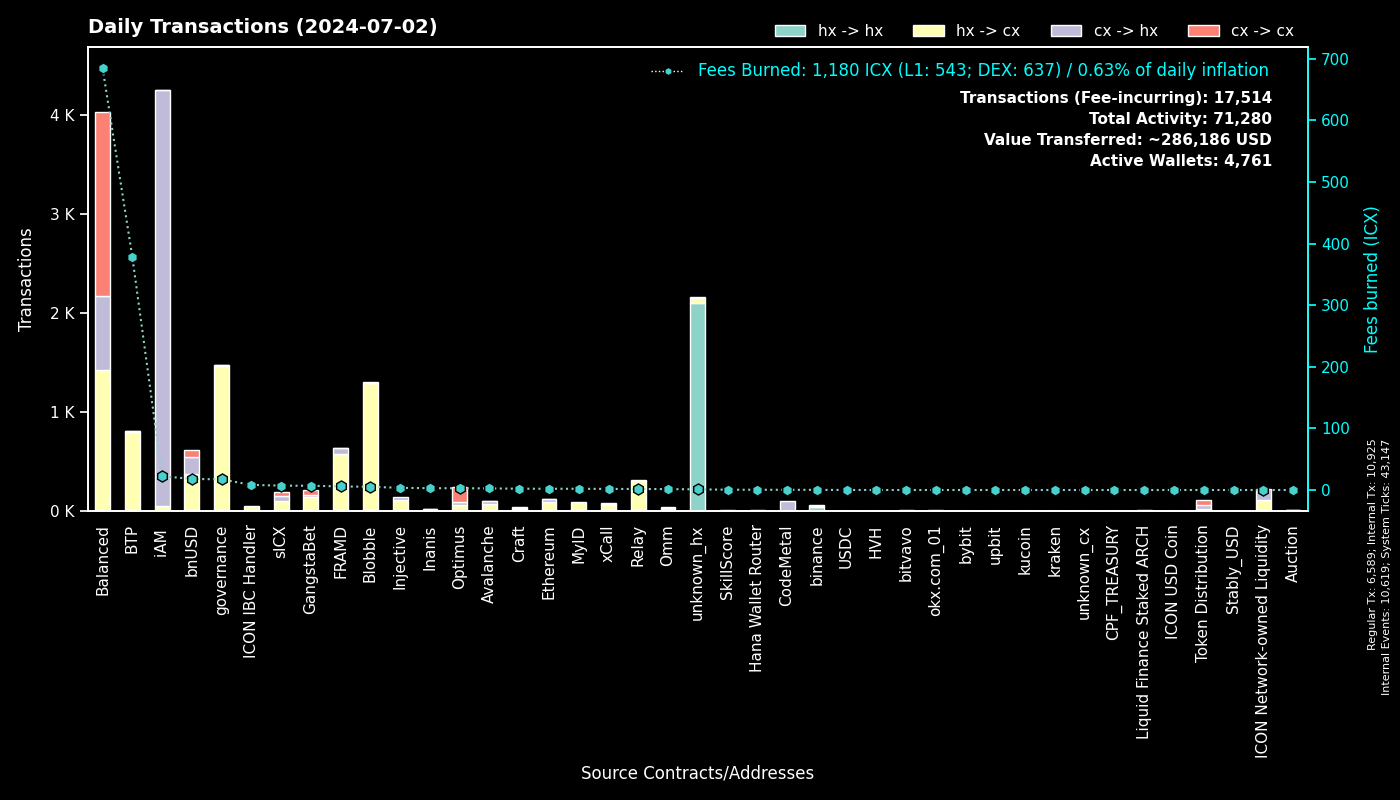 Daily Transactions (2024-07-02)
hx -> hx
hx -> cx
cx -> hx
cx -> cx
Fees Burned: 1,180 ICX (L1: 543; DEX: 637) / 0.63% of daily inflation
Transactions (Fee-incurring): 17,514
Total Activity: 71,280
Value Transferred: ~286,186 USD
Active Wallets: 4,761
Transactions
4 K
3 K
2 K
1 K
0 K
700
600
500
400
300
200
100
0
Fees burned (ICX)
Balanced
BTP
iAM
bnUSD
governance
ICON IBC Handler
sICX
GangstaBet
FRAMD
Blobble
Injective
Inanis
Optimus
Avalanche
Craft
Ethereum
MyID
xCall
Relay
Omm
unknown_hx
SkillScore
Hana Wallet Router
CodeMetal
binance
USDC
HVH
bitvavo
okx.com_01
bybit
upbit
kucoin
kraken
unknown_cx
CPF_TREASURY
Liquid Finance Staked ARCH
ICON USD Coin
Token Distribution
Stably_USD
ICON Network-owned Liquidity
Auction
Source Contracts/Addresses
Regular Tx: 6,589; Internal Tx: 10,925
Internal Events: 10,619; System Ticks: 43,147